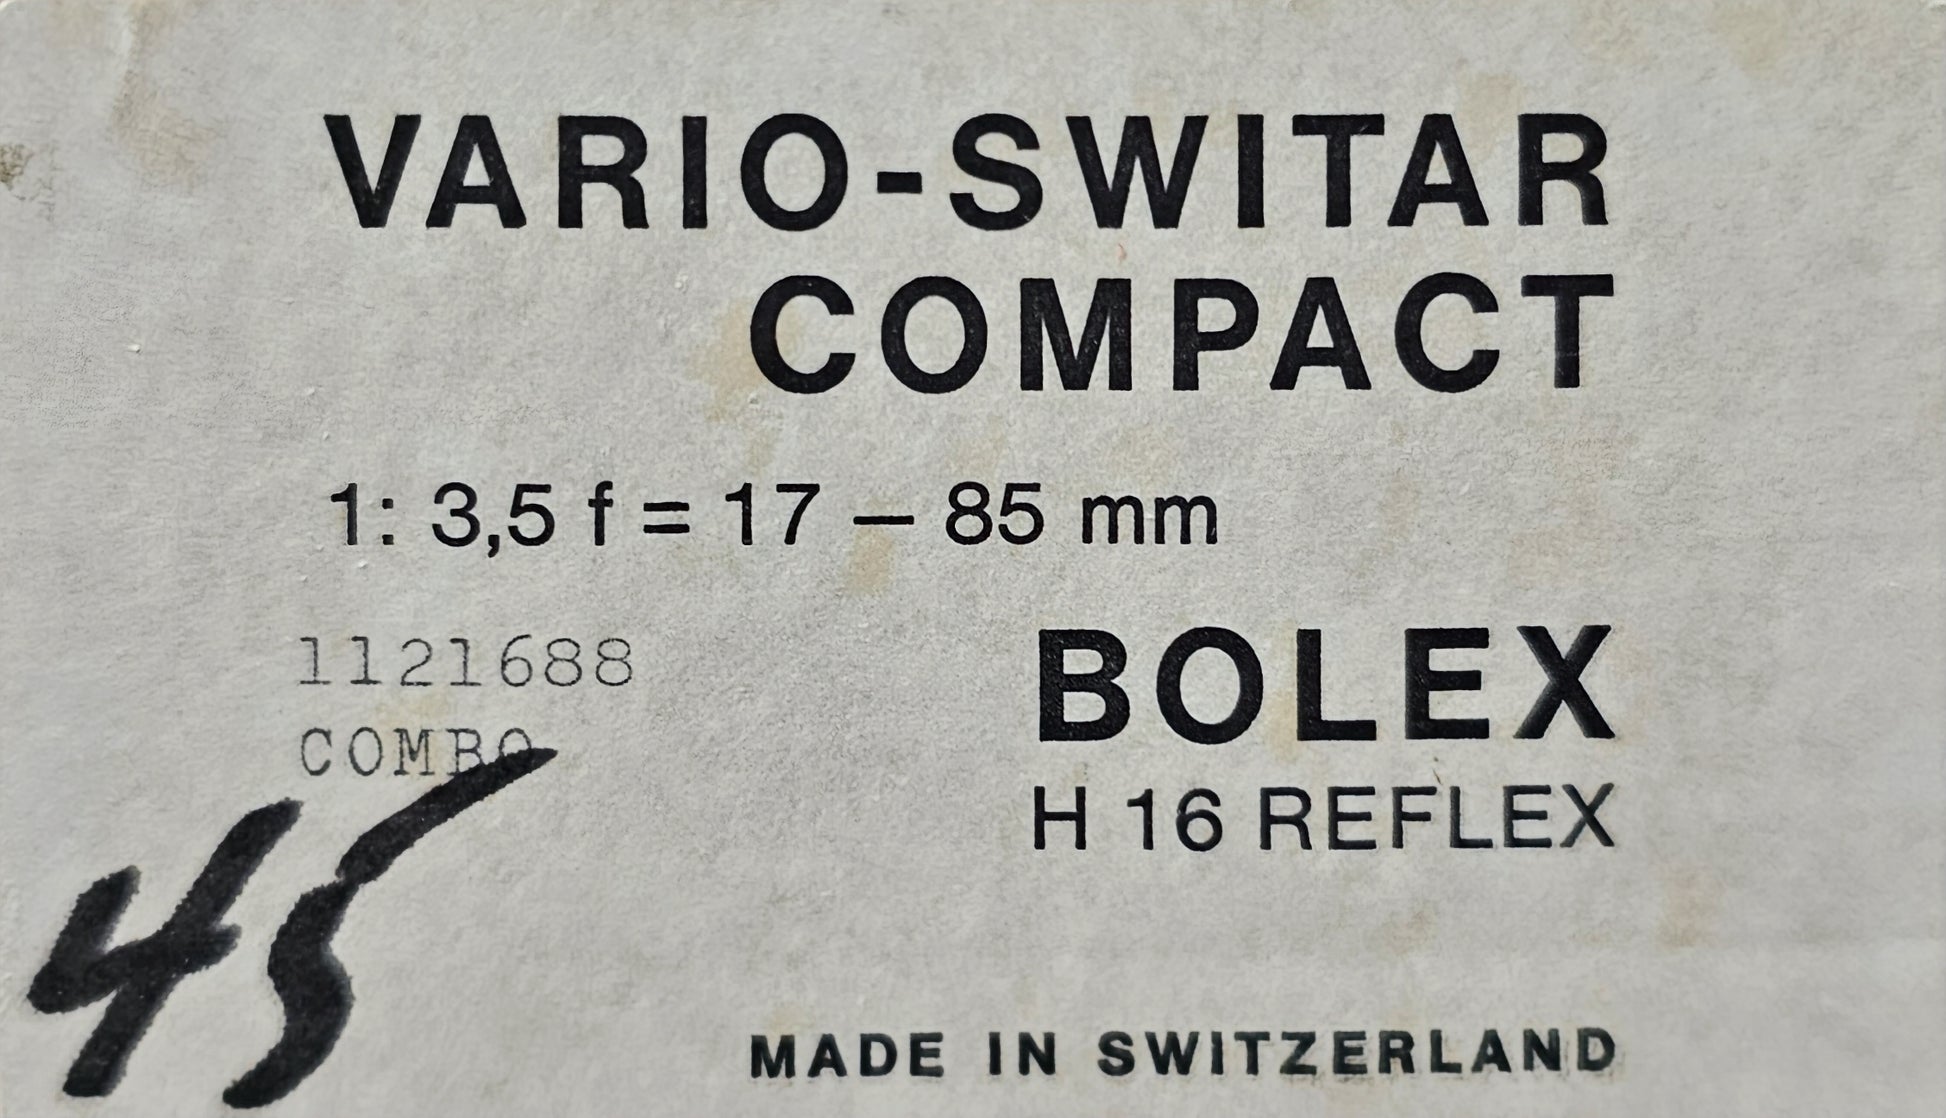 VARIO-SWITAR
COMPACT
1: 3,5 f = 17 – 85 mm
1121688
COMBO
BOLEX
H 16 REFLEX
45
MADE IN SWITZERLAND